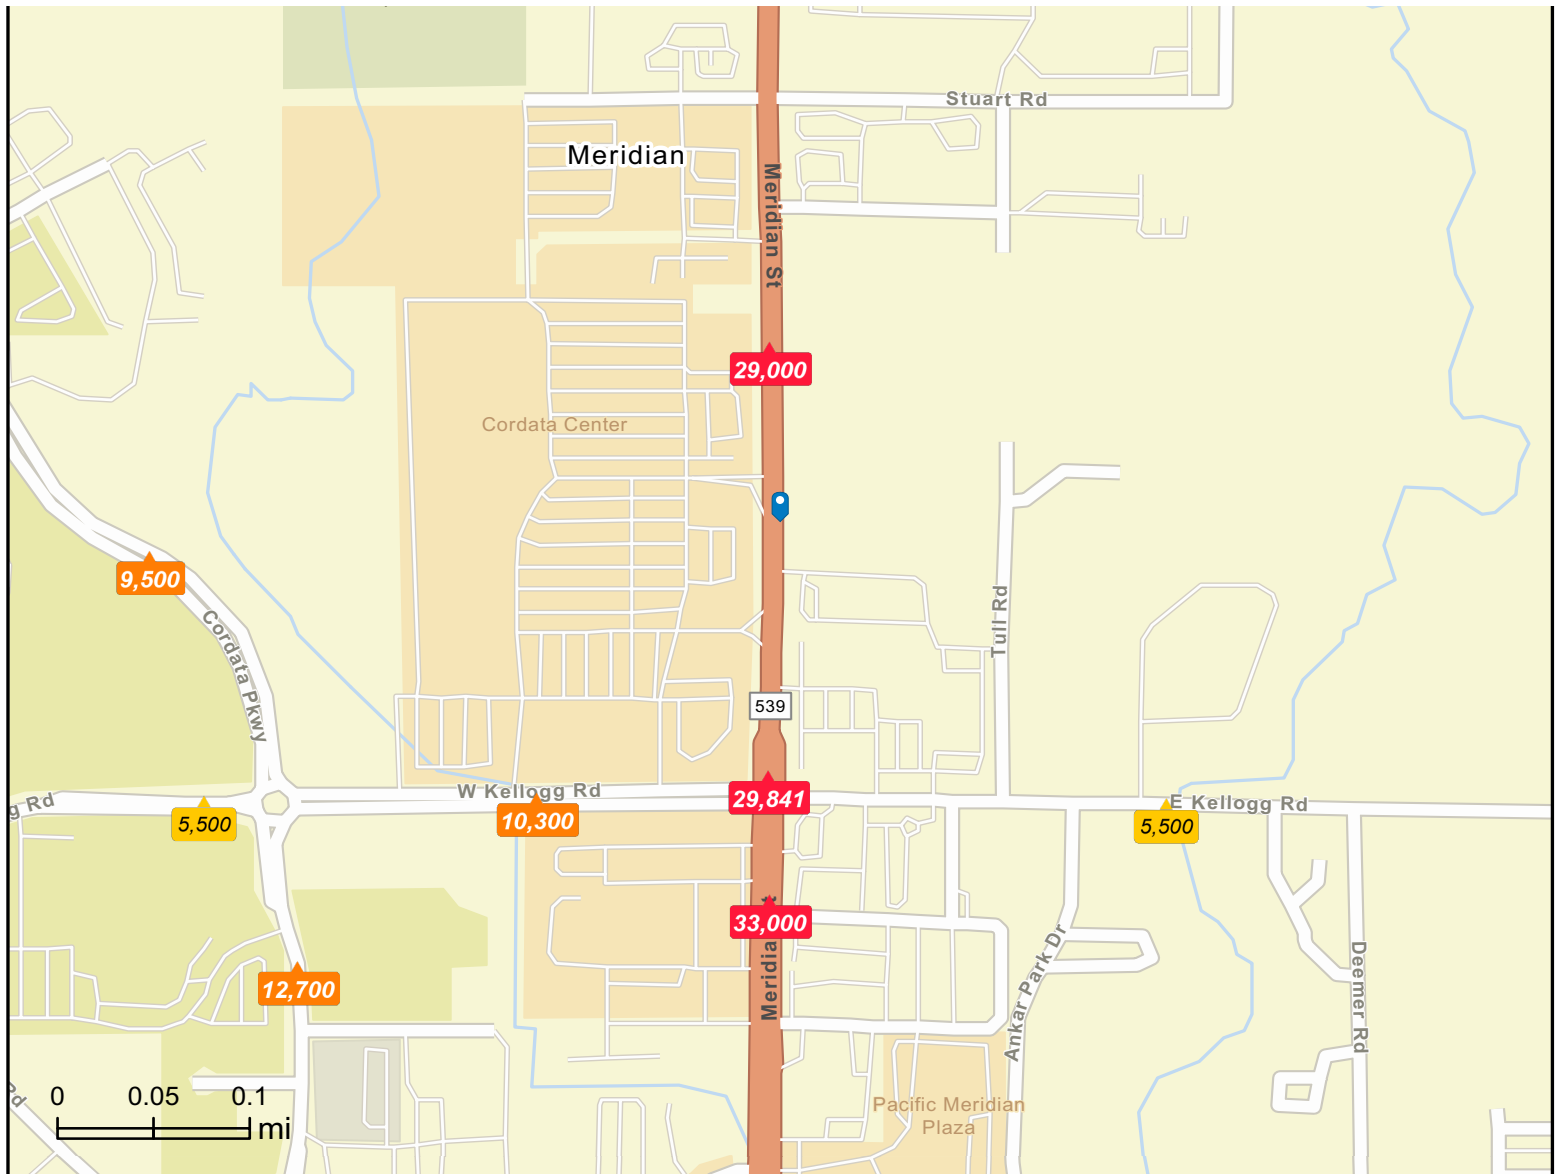 Stuart Rd
Meridian
Meridian St
29,000
Cordata Center
9,500
Cordata Pkwy
Tull Rd
539
W Kellogg Rd
E Kellogg Rd
g Rd
5,500
10,300
29,841
5,500
33,000
Meridia
12,700
Ankar Park Dr
Deemer Rd
Rd
0 0.05 0.1
mi
Pacific Meridian
Plaza